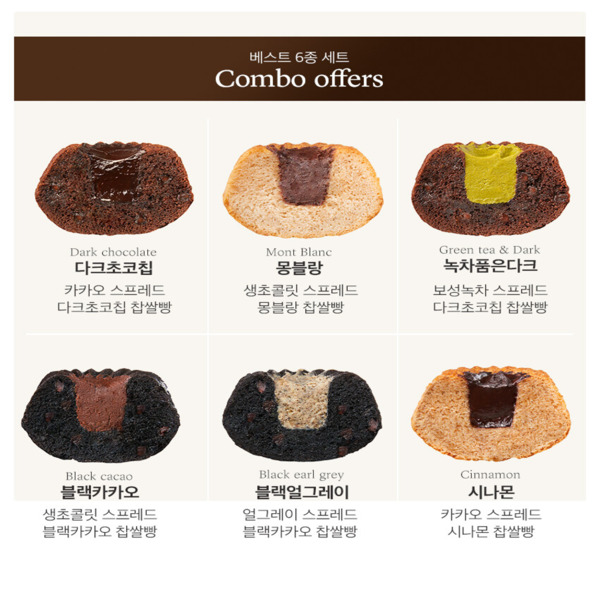 베스트 6종 세트
Combo offers
Dark chocolate
다크초코칩
카카오 스프레드
다크초코칩 찹쌀빵
Mont Blanc
몽블랑
생초콜릿 스프레드
몽블랑 찹쌀빵
Green tea & Dark
녹차품은다크
보성녹차 스프레드
다크초코칩 찹쌀빵
Black cacao
블랙카카오
생초콜릿 스프레드
블랙카카오 찹쌀빵
Black earl grey
블랙얼그레이
얼그레이 스프레드
블랙카카오 찹쌀빵
Cinnamon
시나몬
카카오 스프레드
시나몬 찹쌀빵